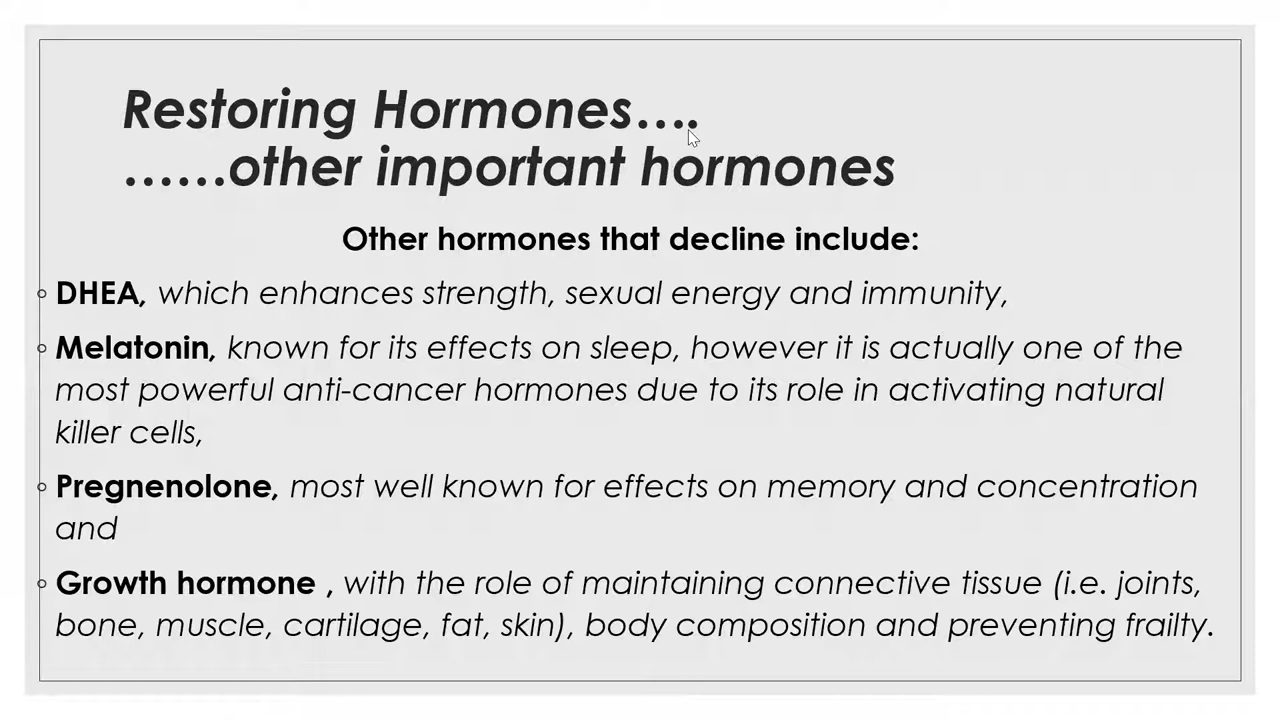 Restoring Hormones….
……other important hormones
Other hormones that decline include:
◦ DHEA, which enhances strength, sexual energy and immunity,
◦ Melatonin, known for its effects on sleep, however it is actually one of the
most powerful anti-cancer hormones due to its role in activating natural
killer cells,
◦ Pregnenolone, most well known for effects on memory and concentration
and
◦ Growth hormone , with the role of maintaining connective tissue (i.e. joints,
bone, muscle, cartilage, fat, skin), body composition and preventing frailty.